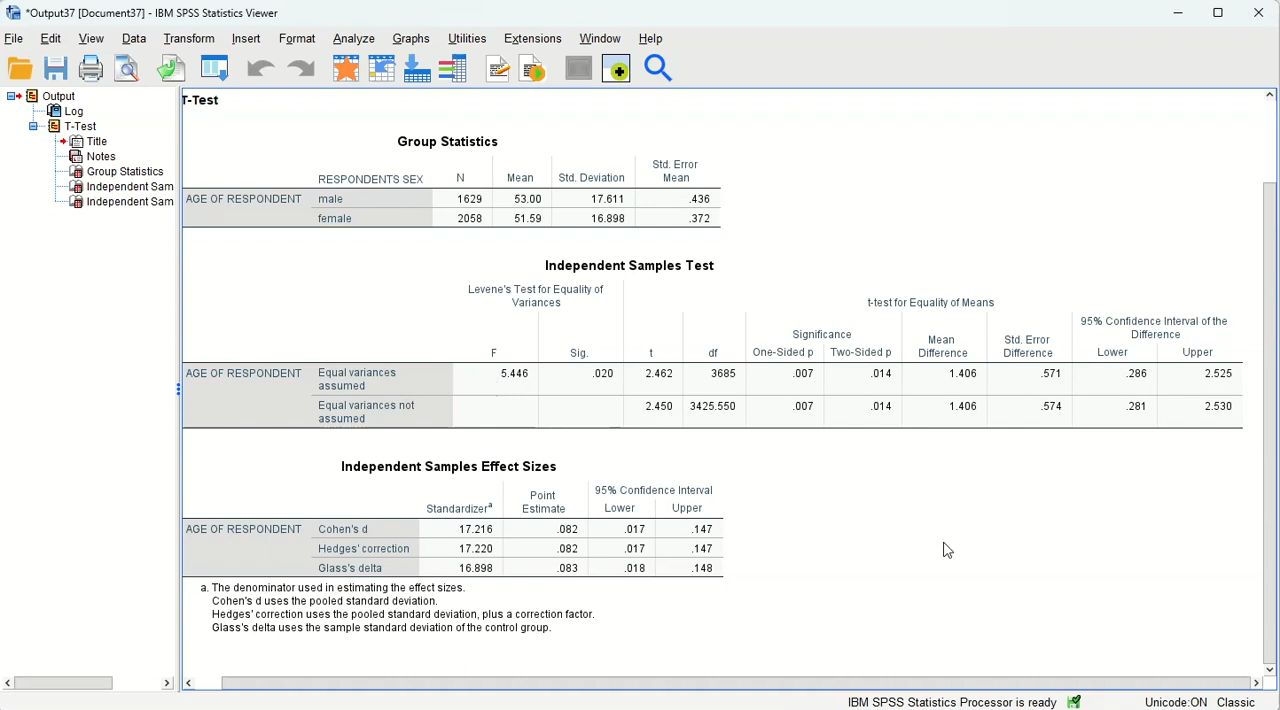 *Output37 [Document37] - IBM SPSS Statistics Viewer
File Edit View Data Transform Insert Format Analyze Graphs Utilities Extensions Window Help
Output
Log
T-Test
Title
Notes
Group Statistics
Independent Sam
Independent Sam
T-Test
Group Statistics
RESPONDENTS SEX N Mean Std. Deviation Std. Error Mean
AGE OF RESPONDENT male 1629 53.00 17.611 .436
female 2058 51.59 16.898 .372
Independent Samples Test
Levene's Test for Equality of Variances
t-test for Equality of Means
Significance
95% Confidence Interval of the Difference
F Sig. t df One-Sided p Two-Sided p Mean Difference Std. Error Difference Lower Upper
AGE OF RESPONDENT Equal variances assumed 5.446 .020 2.462 3685 .007 .014 1.406 .571 .286 2.525
Equal variances not assumed 2.450 3425.550 .007 .014 1.406 .574 .281 2.530
Independent Samples Effect Sizes
95% Confidence Interval
Standardizerᵃ Point Estimate Lower Upper
AGE OF RESPONDENT Cohen's d 17.216 .082 .017 .147
Hedges' correction 17.220 .082 .017 .147
Glass's delta 16.898 .083 .018 .148
a. The denominator used in estimating the effect sizes.
Cohen's d uses the pooled standard deviation.
Hedges' correction uses the pooled standard deviation, plus a correction factor.
Glass's delta uses the sample standard deviation of the control group.
IBM SPSS Statistics Processor is ready Unicode:ON Classic